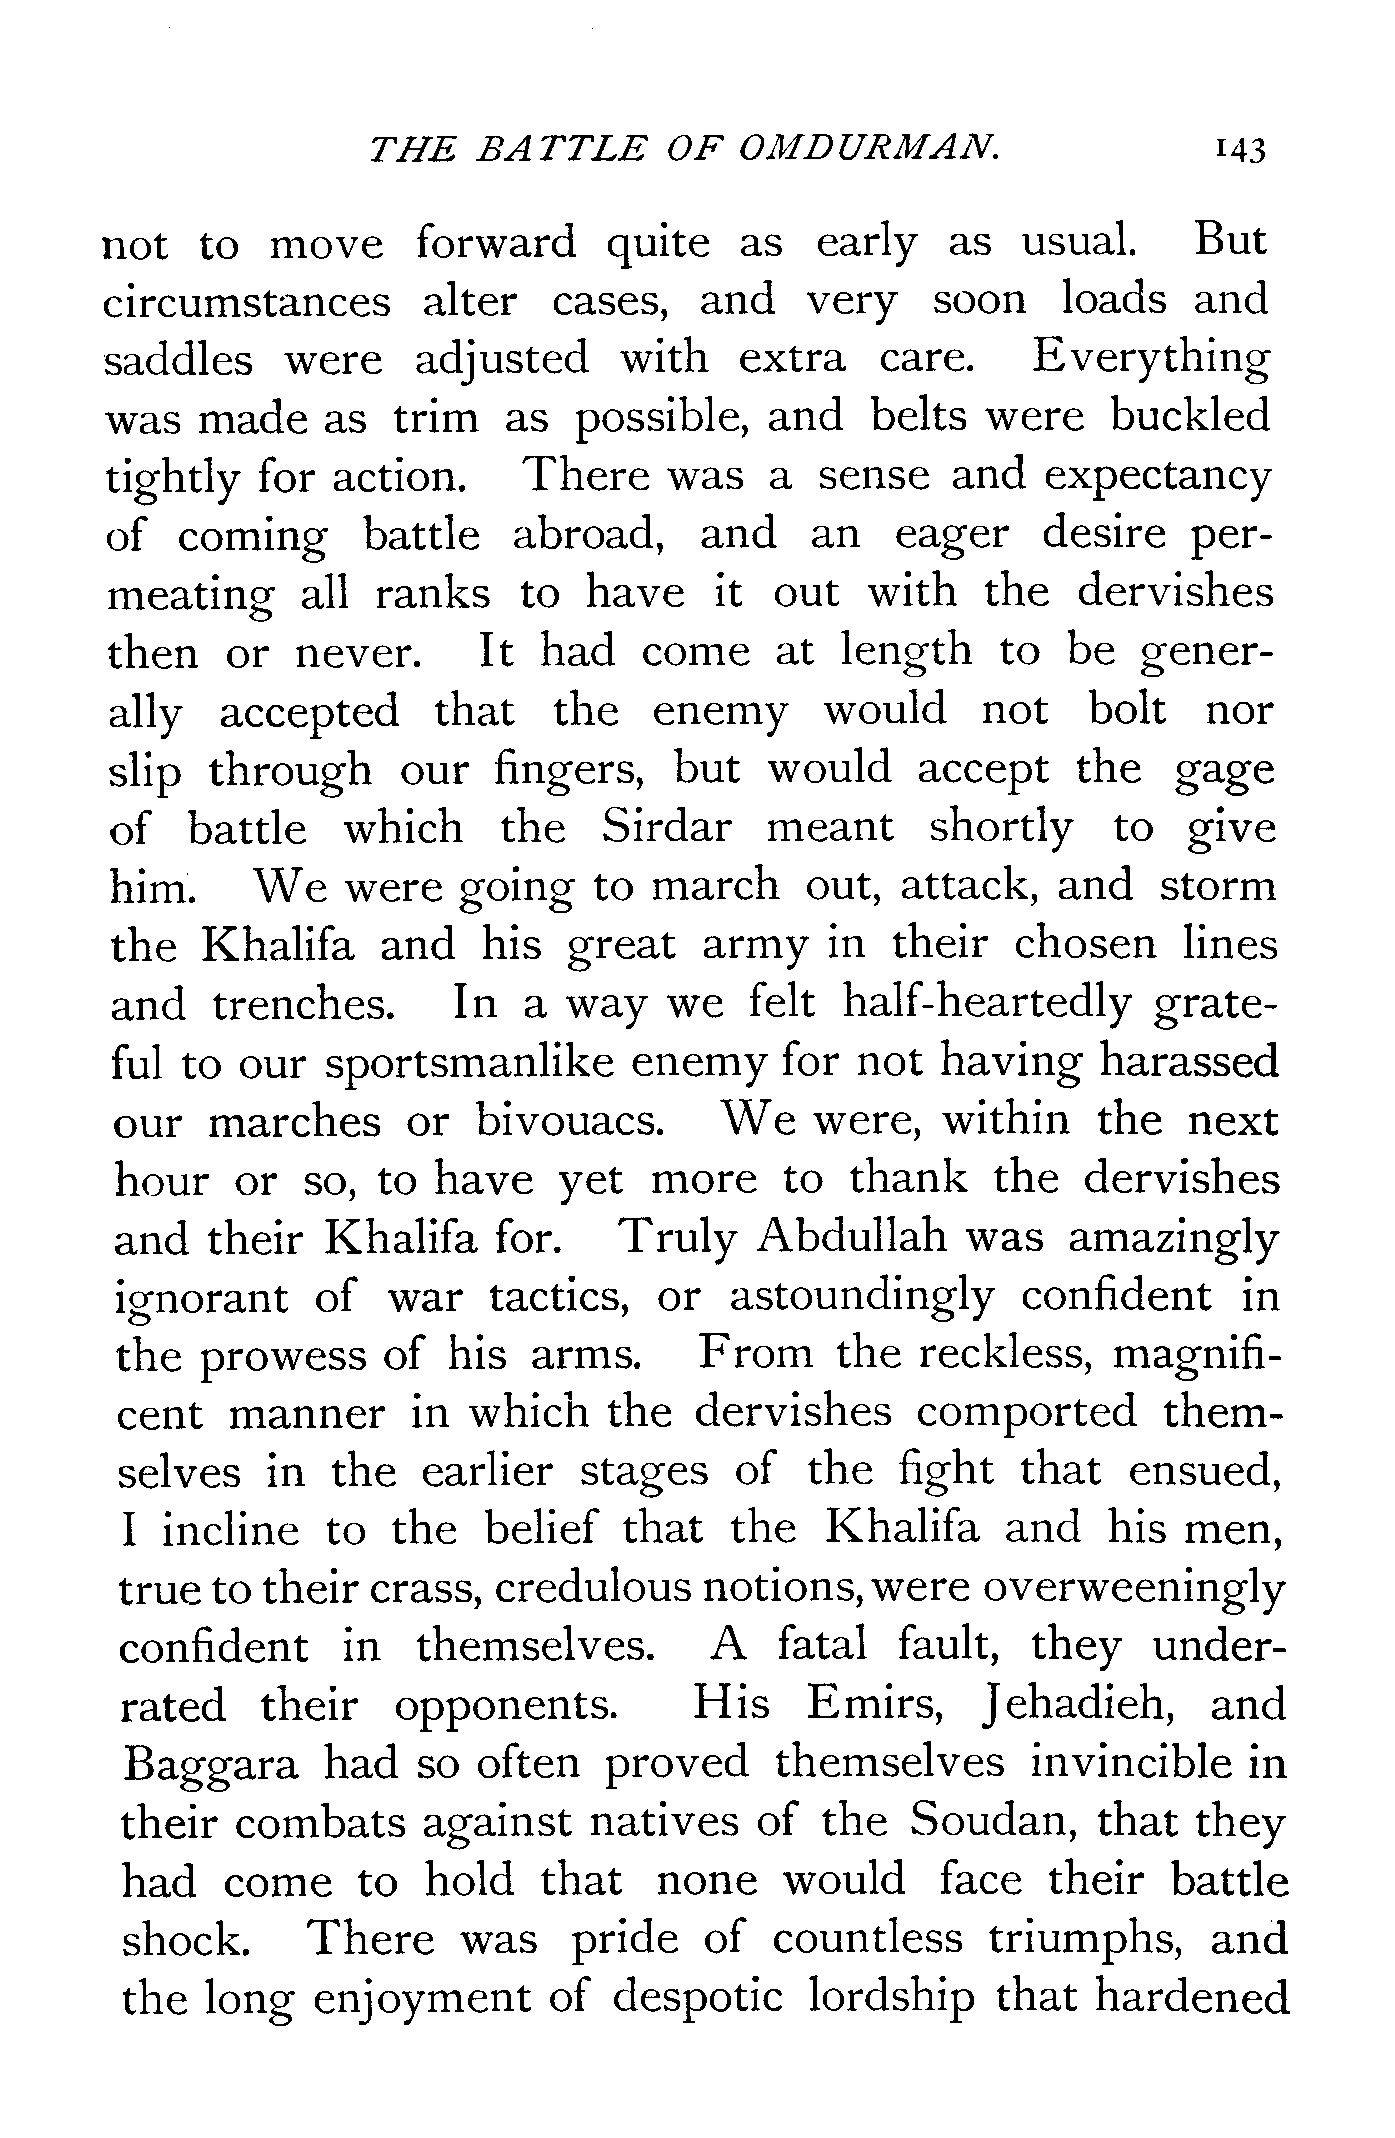 THE BATTLE OF OMDURMAN. 143
not to move forward quite as early as usual. But
circumstances alter cases, and very soon loads and
saddles were adjusted with extra care. Everything
was made as trim as possible, and belts were buckled
tightly for action. There was a sense and expectancy
of coming battle abroad, and an eager desire per-
meating all ranks to have it out with the dervishes
then or never. It had come at length to be gener-
ally accepted that the enemy would not bolt nor
slip through our fingers, but would accept the gage
of battle which the Sirdar meant shortly to give
him. We were going to march out, attack, and storm
the Khalifa and his great army in their chosen lines
and trenches. In a way we felt half-heartedly grate-
ful to our sportsmanlike enemy for not having harassed
our marches or bivouacs. We were, within the next
hour or so, to have yet more to thank the dervishes
and their Khalifa for. Truly Abdullah was amazingly
ignorant of war tactics, or astoundingly confident in
the prowess of his arms. From the reckless, magnifi-
cent manner in which the dervishes comported them-
selves in the earlier stages of the fight that ensued,
I incline to the belief that the Khalifa and his men,
true to their crass, credulous notions, were overweeningly
confident in themselves. A fatal fault, they under-
rated their opponents. His Emirs, Jehadieh, and
Baggara had so often proved themselves invincible in
their combats against natives of the Soudan, that they
had come to hold that none would face their battle
shock. There was pride of countless triumphs, and
the long enjoyment of despotic lordship that hardened